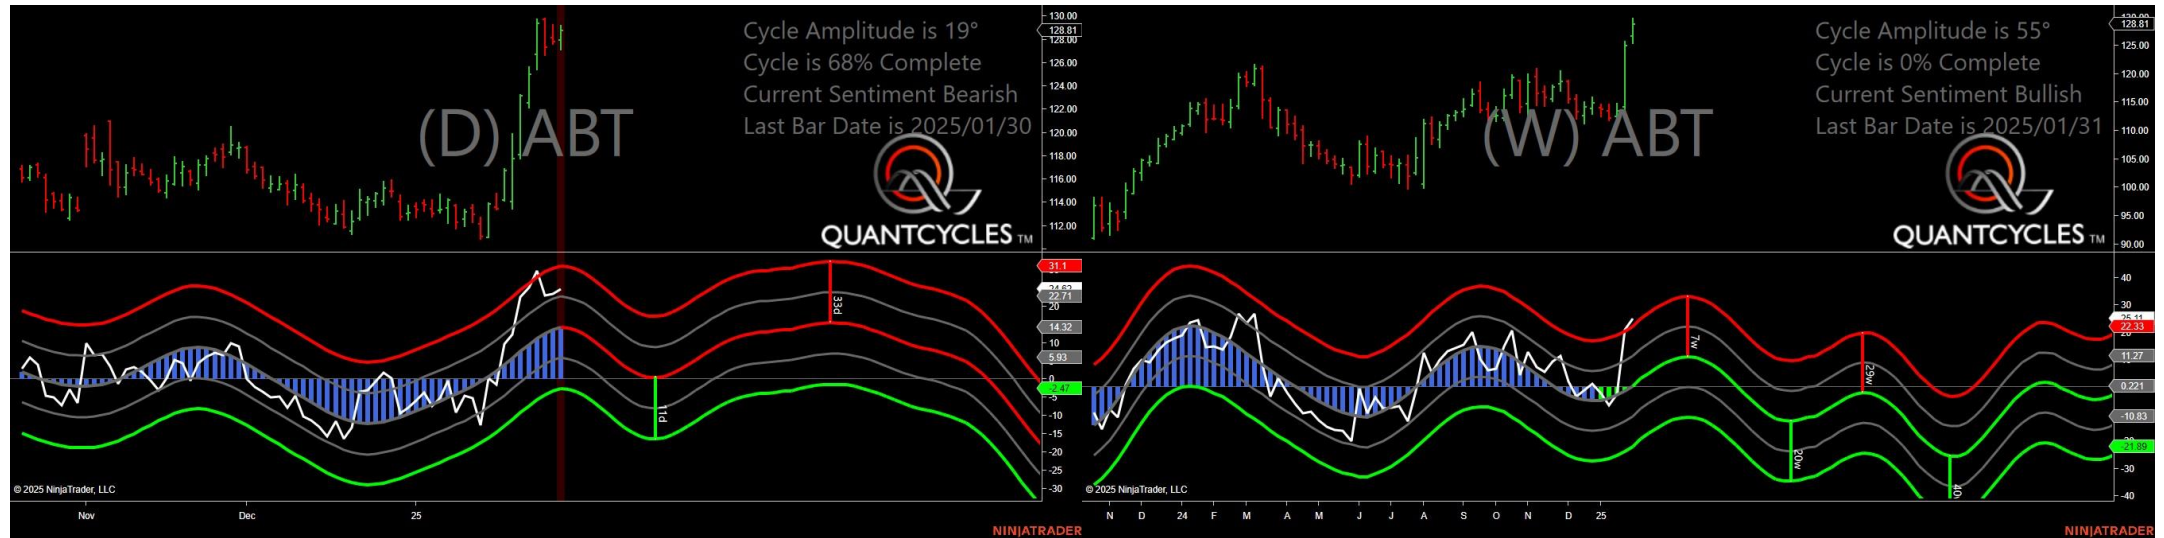 Cycle Amplitude is 19°
Cycle is 68% Complete
Current Sentiment Bearish
Last Bar Date is 2025/01/30
(D) ABT
QUANTCYCLES TM
130.00
128.81
128.00
126.00
124.00
122.00
120.00
118.00
116.00
114.00
112.00
31.1
24.62
22.71
20
14.32
10
5.93
0
-2.47
-5
-10
-15
-20
-25
-30
33d
11d
© 2025 NinjaTrader, LLC
Nov
Dec
25
NINJATRADER
Cycle Amplitude is 55°
Cycle is 0% Complete
Current Sentiment Bullish
Last Bar Date is 2025/01/31
(W) ABT
QUANTCYCLES TM
130.00
128.81
125.00
120.00
115.00
110.00
105.00
100.00
95.00
90.00
40
30
25.11
22.33
11.27
0.221
-10.83
-21.89
-30
-40
7w
29w
20w
© 2025 NinjaTrader, LLC
N D 24 F M A M J J A S O N D 25
NINJATRADER